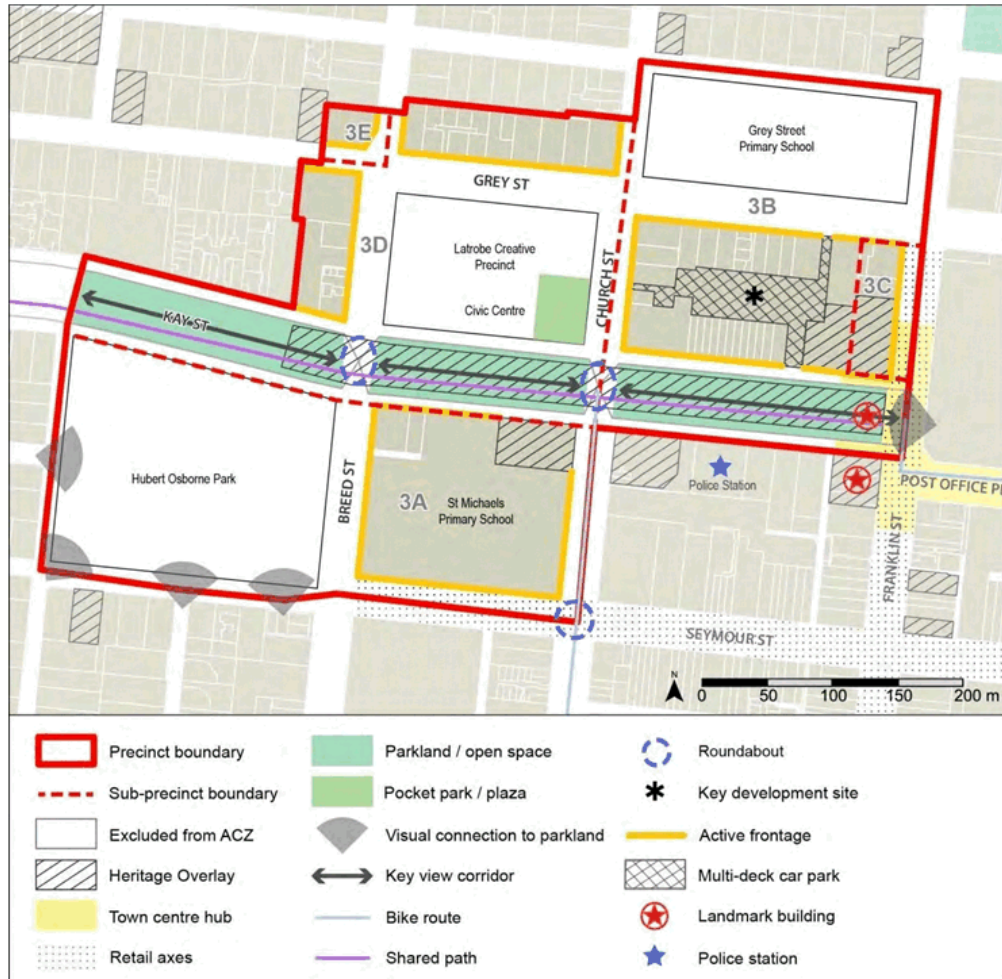 Grey Street
Primary School
3E
GREY ST
3B
3D
Latrobe Creative
Precinct
CHURCH ST
3C
Civic Centre
KAY ST
Hubert Osborne Park
BREED ST
3A
St Michaels
Primary School
Police Station
POST OFFICE PL
FRANKLIN ST
SEYMOUR ST
N
0 50 100 150 200 m
Precinct boundary
Sub-precinct boundary
Excluded from ACZ
Heritage Overlay
Town centre hub
Retail axes
Parkland / open space
Pocket park / plaza
Visual connection to parkland
Key view corridor
Bike route
Shared path
Roundabout
Key development site
Active frontage
Multi-deck car park
Landmark building
Police station